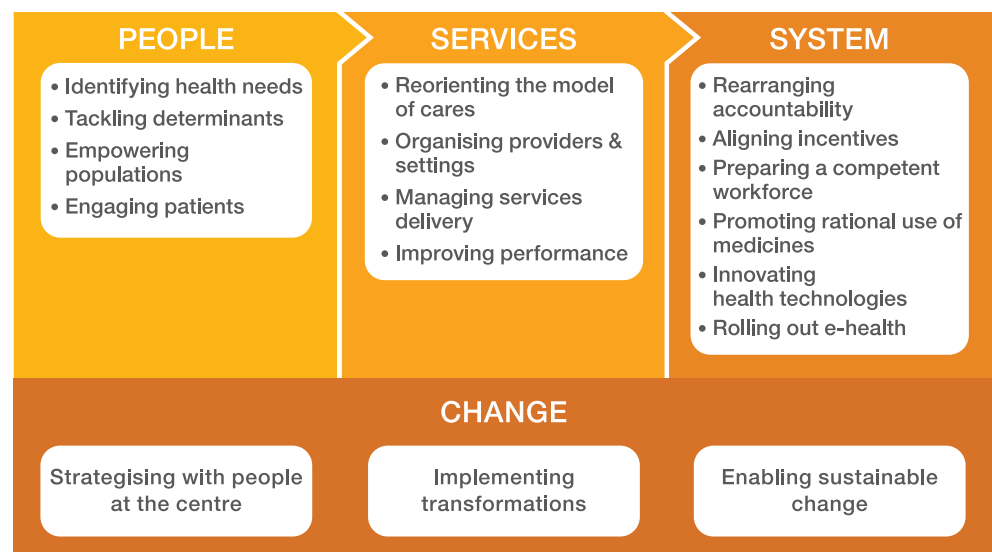 PEOPLE
• Identifying health needs
• Tackling determinants
• Empowering
populations
• Engaging patients
SERVICES
• Reorienting the model
of cares
• Organising providers &
settings
• Managing services
delivery
• Improving performance
SYSTEM
• Rearranging
accountability
• Aligning incentives
• Preparing a competent
workforce
• Promoting rational use of
medicines
• Innovating
health technologies
• Rolling out e-health
CHANGE
Strategising with people
at the centre
Implementing
transformations
Enabling sustainable
change